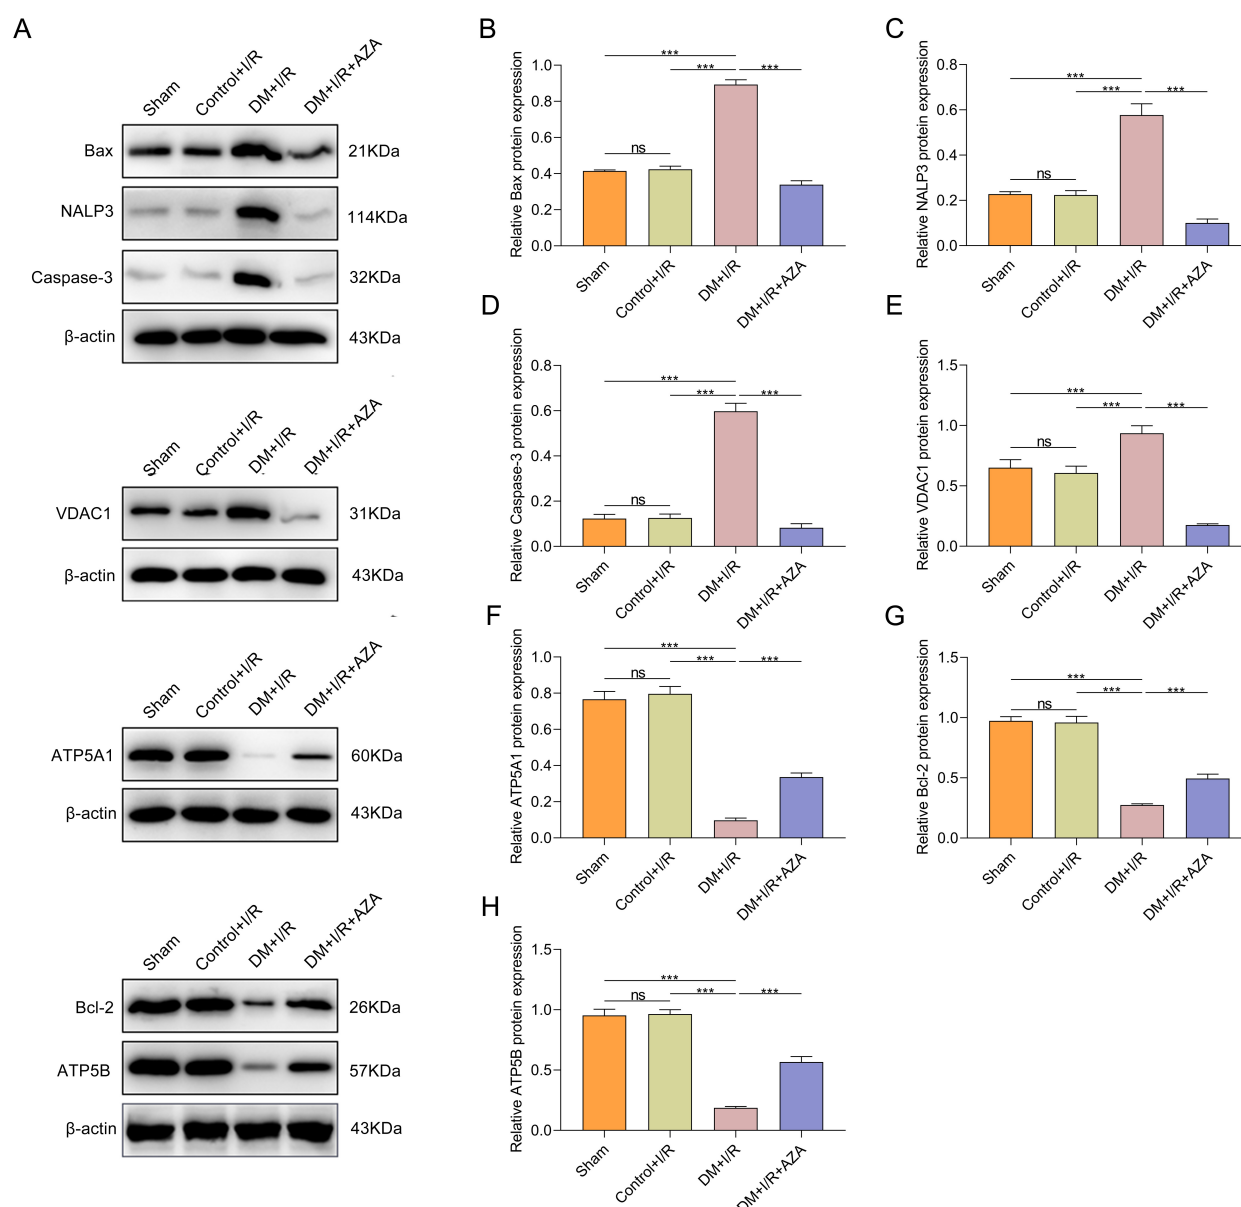 A
Sham
Control+I/R
DM+I/R
DM+I/R+AZA
Bax
21KDa
NALP3
114KDa
Caspase-3
32KDa
β-actin
43KDa
Sham
Control+I/R
DM+I/R
DM+I/R+AZA
VDAC1
31KDa
β-actin
43KDa
Sham
Control+I/R
DM+I/R
DM+I/R+AZA
ATP5A1
60KDa
β-actin
43KDa
Sham
Control+I/R
DM+I/R
DM+I/R+AZA
Bcl-2
26KDa
ATP5B
57KDa
β-actin
43KDa
B
Relative Bax protein expression
1.0
0.8
0.6
0.4
0.2
0.0
***
***
***
ns
Sham
Control+I/R
DM+I/R
DM+I/R+AZA
C
Relative NALP3 protein expression
0.8
0.6
0.4
0.2
0.0
***
***
***
ns
Sham
Control+I/R
DM+I/R
DM+I/R+AZA
D
Relative Caspase-3 protein expression
0.8
0.6
0.4
0.2
0.0
***
***
***
ns
Sham
Control+I/R
DM+I/R
DM+I/R+AZA
E
Relative VDAC1 protein expression
1.5
1.0
0.5
0.0
***
***
***
ns
Sham
Control+I/R
DM+I/R
DM+I/R+AZA
F
Relative ATP5A1 protein expression
1.0
0.8
0.6
0.4
0.2
0.0
***
***
***
ns
Sham
Control+I/R
DM+I/R
DM+I/R+AZA
G
Relative Bcl-2 protein expression
1.5
1.0
0.5
0.0
***
***
***
ns
Sham
Control+I/R
DM+I/R
DM+I/R+AZA
H
Relative ATP5B protein expression
1.5
1.0
0.5
0.0
***
***
***
ns
Sham
Control+I/R
DM+I/R
DM+I/R+AZA